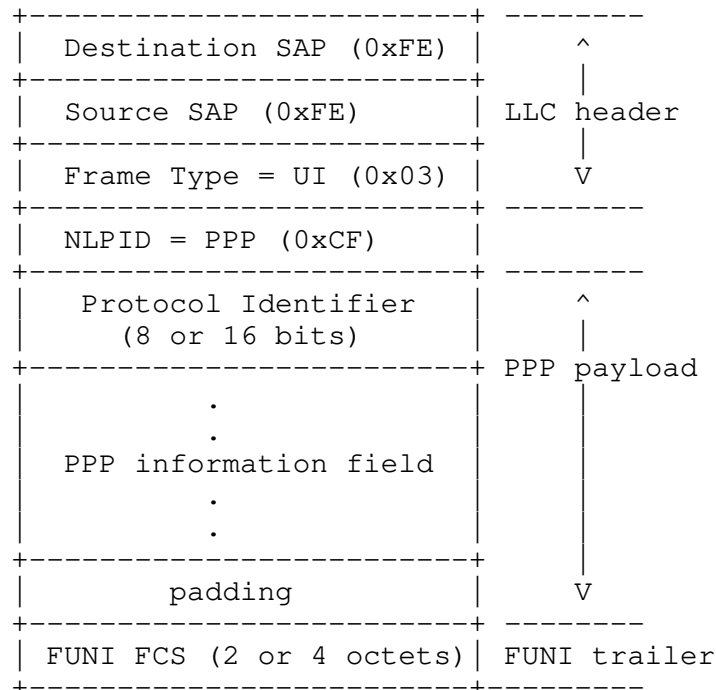 +-------------------------+ --------
|  Destination SAP (0xFE) |     ^
+-------------------------+     |
|  Source SAP (0xFE)      | LLC header
+-------------------------+     |
|  Frame Type = UI (0x03) |     V
+-------------------------+ --------
|  NLPID = PPP (0xCF)     |
+-------------------------+ --------
|   Protocol Identifier   |     ^
|     (8 or 16 bits)      |     |
+-------------------------+ PPP payload
|          .              |     |
|          .              |     |
|  PPP information field  |     |
|          .              |     |
|          .              |     |
+-------------------------+     |
|        padding          |     V
+-------------------------+ --------
| FUNI FCS (2 or 4 octets)| FUNI trailer
+-------------------------+---------